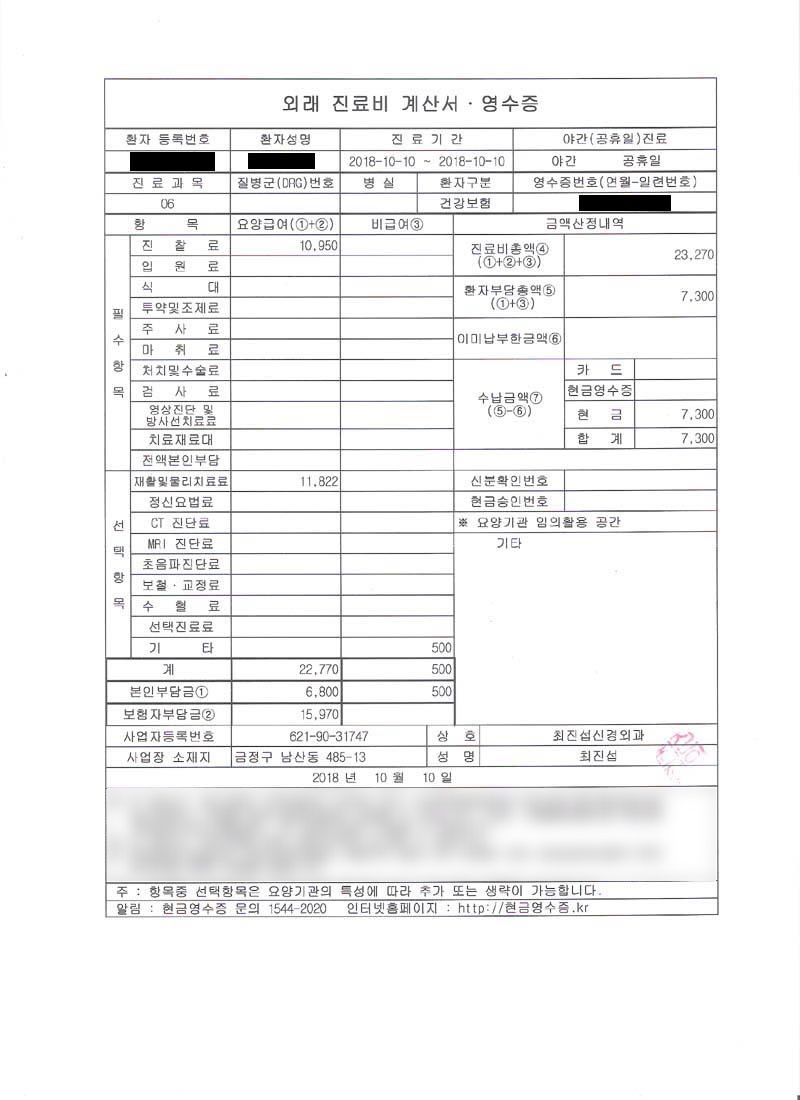 외래 진료비 계산서 · 영수증
환자 등록번호 환자성명 진 료 기 간 야간(공휴일)진료
2018-10-10 ~ 2018-10-10 야간 공휴일
진 료 과 목 질병군(DRG)번호 병 실 환자구분 영수증번호(연월-일련번호)
06 건강보험
항 목 요양급여(①+②) 비급여③ 금액산정내역
필수항목
진 찰 료 10,950
입 원 료
식 대
투약및조제료
주 사 료
마 취 료
처치및수술료
검 사 료
영상진단 및
방사선치료료
치료재료대
전액본인부담
진료비총액④
(①+②+③) 23,270
환자부담총액⑤
(①+③) 7,300
이미납부한금액⑥
수납금액⑦
(⑤-⑥)
카 드
현금영수증
현 금 7,300
합 계 7,300
선택항목
재활및물리치료료 11,822
정신요법료
CT 진단료
MRI 진단료
초음파진단료
보철 · 교정료
수 혈 료
선택진료료
기 타 500
신분확인번호
현금승인번호
※ 요양기관 임의활용 공간
기타
계 22,770 500
본인부담금① 6,800 500
보험자부담금② 15,970
사업자등록번호 621-90-31747 상 호 최진섭신경외과
사업장 소재지 금정구 남산동 485-13 성 명 최진섭
2018 년 10 월 10 일
주 : 항목중 선택항목은 요양기관의 특성에 따라 추가 또는 생략이 가능합니다.
알림 : 현금영수증 문의 1544-2020 인터넷홈페이지 : http://현금영수증.kr